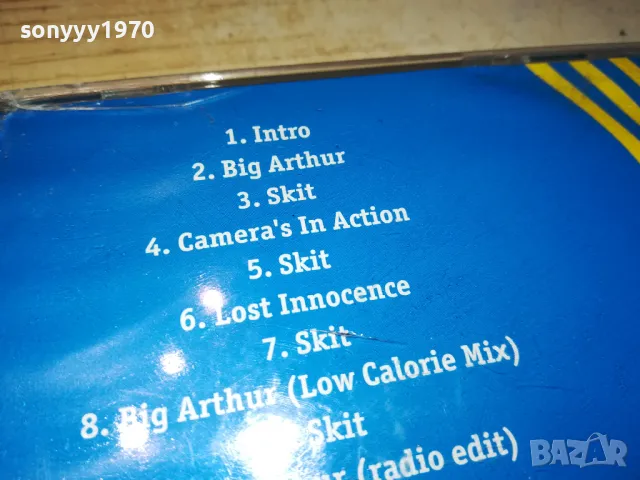 sonyyy1970
1. Intro
2. Big Arthur
3. Skit
4. Camera's In Action
5. Skit
6. Lost Innocence
7. Skit
8. Big Arthur (Low Calorie Mix)
Skit
(radio edit)
BAZAR